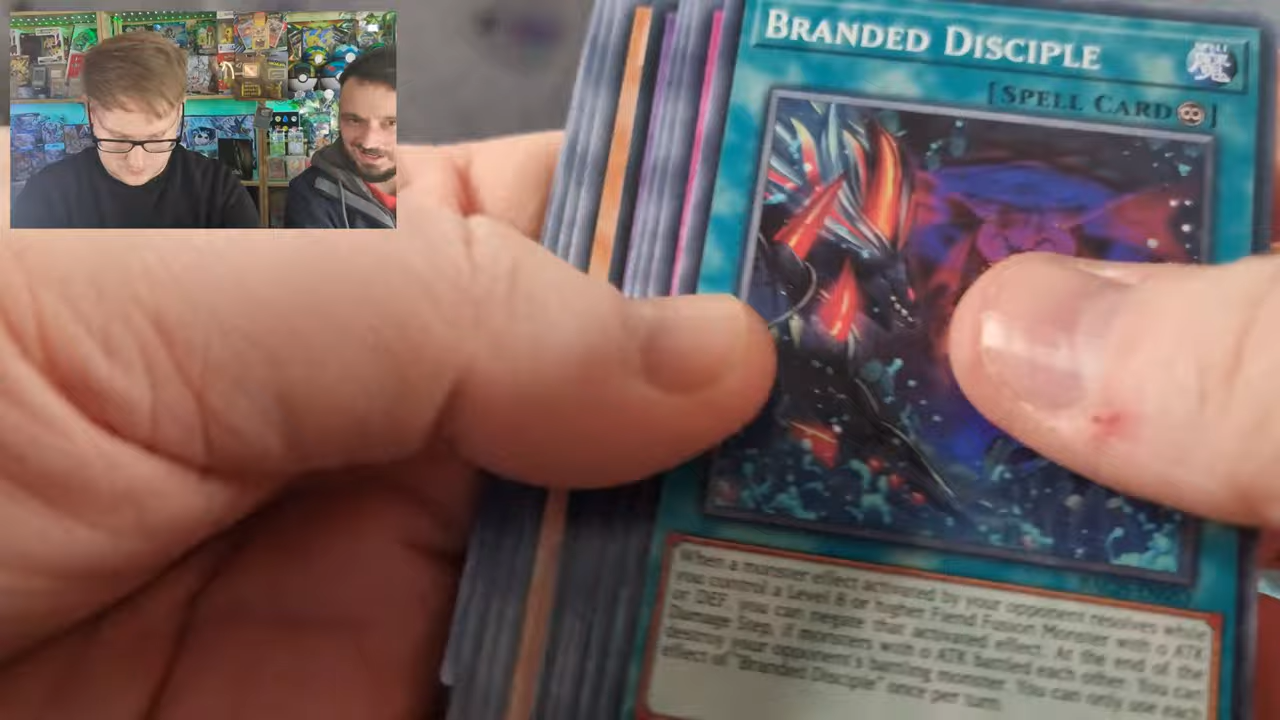 BRANDED DISCIPLE
[SPELL CARD]
When a monster effect activated by your opponent resolves while
you control a Level 8 or higher Fiend Fusion Monster with 0 ATK
or DEF, you can negate that activated effect. At the end of the
Damage Step, if monsters with 0 ATK battled each other: You can
destroy your opponent's battling monster. You can only use each
effect of "Branded Disciple" once per turn.